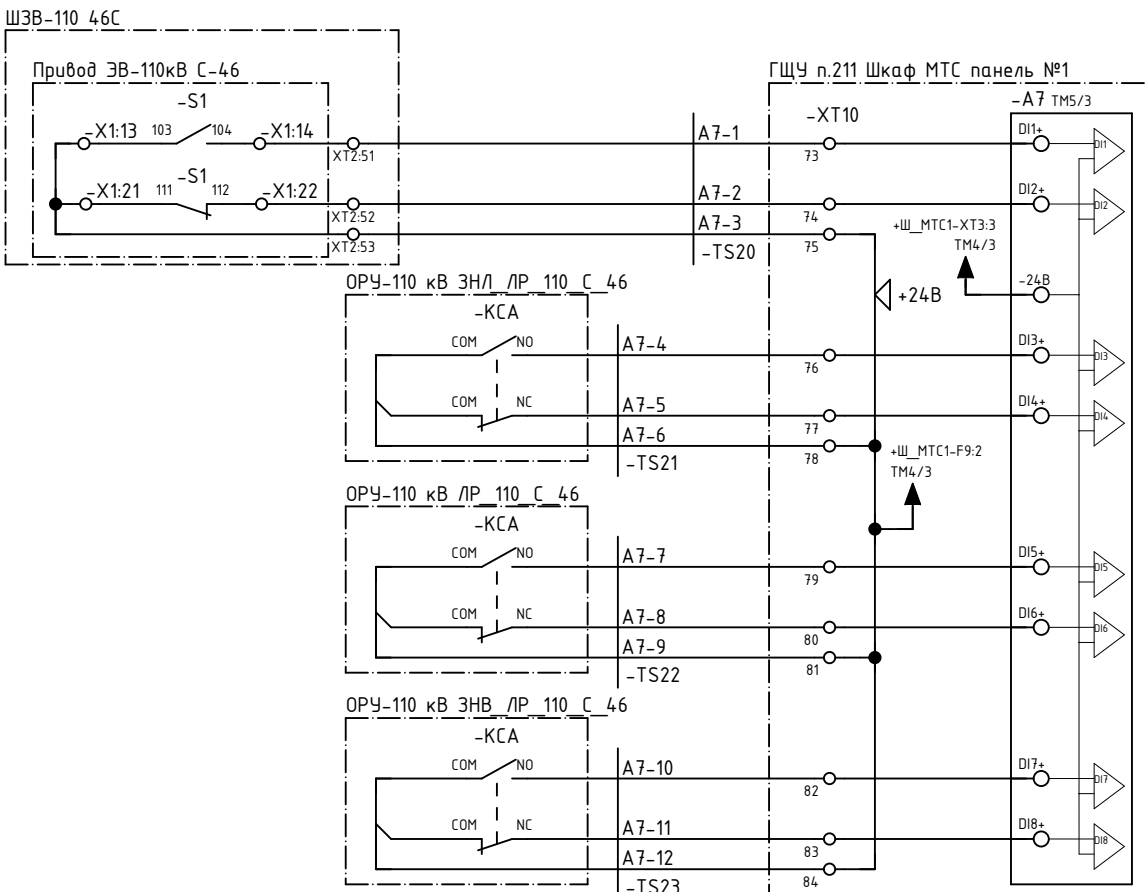 ШЗВ-110 46С
Привод ЭВ-110кВ С-46
ГЩУ п.211 Шкаф МТС панель №1
-S1
-X1:13 103 104 -X1:14
XT2:51
A7-1
-XT10
73
-A7 TM5/3
DI1+
DI1
-S1
-X1:21 111 112 -X1:22
XT2:52
A7-2
74
DI2+
DI2
XT2:53
A7-3
75
-TS20
+Ш_МТС1-XT3:3
TM4/3
-24В
+24В
ОРУ-110 кВ ЗНЛ_ЛР_110_С_46
-КСА
COM NO
A7-4
76
DI3+
DI3
COM NC
A7-5
77
DI4+
DI4
A7-6
78
-TS21
+Ш_МТС1-F9:2
TM4/3
ОРУ-110 кВ ЛР_110_С_46
-КСА
COM NO
A7-7
79
DI5+
DI5
COM NC
A7-8
80
DI6+
DI6
A7-9
81
-TS22
ОРУ-110 кВ ЗНВ_ЛР_110_С_46
-КСА
COM NO
A7-10
82
DI7+
DI7
COM NC
A7-11
83
DI8+
DI8
A7-12
84
-TS23